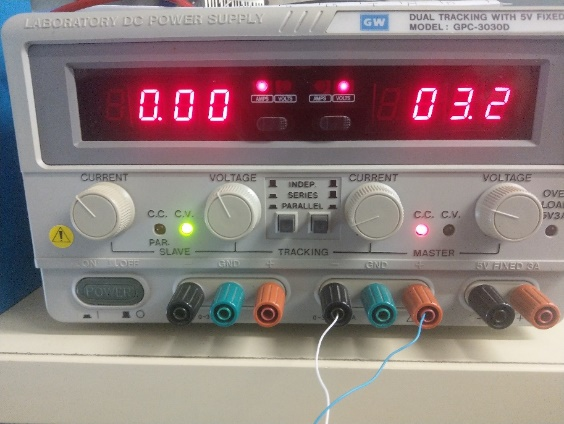 LABORATORY DC POWER SUPPLY
GW
DUAL TRACKING WITH 5V FIXED
MODEL : GPC-3030D
0.00
AMPS VOLTS
AMPS VOLTS
03.2
CURRENT
VOLTAGE
INDEP.
SERIES
PARALLEL
CURRENT
VOLTAGE
C.C. C.V.
C.C. C.V.
OVER
LOAD
5V3A
PAR.
SLAVE
TRACKING
MASTER
ON OFF
GND +
GND +
5V FIXED 3A
POWER